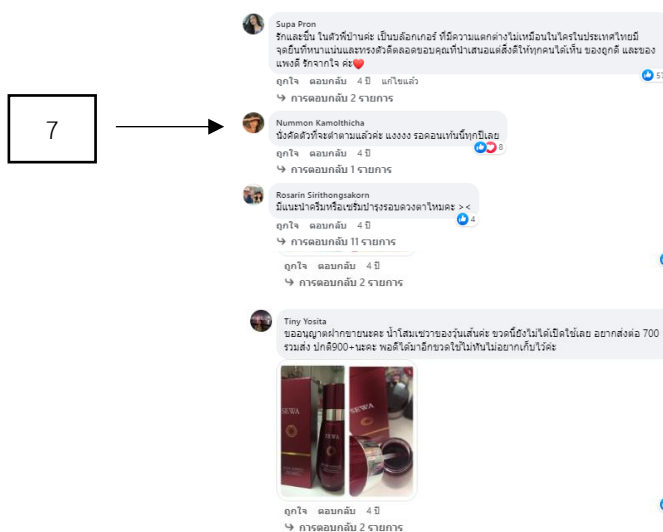 Supa Pron
รักและชื่น ในตัวพี่ป่านค่ะ เป็นบล้อกเกอร์ ที่มีความแตกต่างไม่เหมือนในใครในประเทศไทยมี
จุดยืนที่หนาแน่นและทรงตัวดีตลอดขอบคุณที่นำเสนอแต่สิ่งดีให้ทุกคนได้เห็น ของถูกดี และของ
แพงดี รักจากใจ ค่ะ❤️
57
ถูกใจ ตอบกลับ 4 ปี แก้ไขแล้ว
การตอบกลับ 2 รายการ
7
Nummon Kamolthicha
นั่งคัดตัวที่จะตำตามแล้วค่ะ แงงงง รอคอนเท้นนี้ทุกปีเลย
8
ถูกใจ ตอบกลับ 4 ปี
การตอบกลับ 1 รายการ
Rosarin Sirithongsakorn
มีแนะนำครีมหรือเซรั่มบำรุงรอบดวงตาไหมคะ > <
4
ถูกใจ ตอบกลับ 4 ปี
การตอบกลับ 11 รายการ
ถูกใจ ตอบกลับ 4 ปี
การตอบกลับ 2 รายการ
Tiny Yosita
ขออนุญาตฝากขายนะคะ น้ำโสมเซวาของวุ้นเส้นค่ะ ขวดนี้ยังไม่ได้เปิดใช้เลย อยากส่งต่อ 700
รวมส่ง ปกติ900+นะคะ พอดีได้มาอีกขวดใช้ไม่ทันไม่อยากเก็บไว้ค่ะ
SEWA
SEWA
SEWA
ถูกใจ ตอบกลับ 4 ปี
การตอบกลับ 2 รายการ